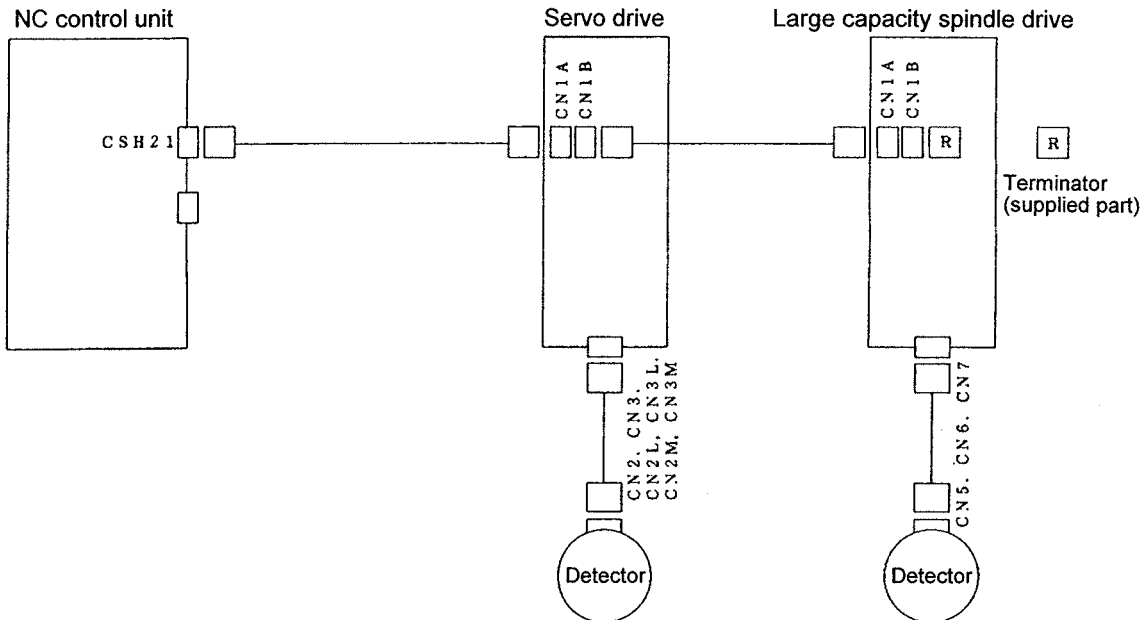 NC control unit
Servo drive
Large capacity spindle drive
CSH21
CN1A
CN1B
CN1A
CN1B
R
R
Terminator
(supplied part)
CN2. CN3.
CN2L, CN3L.
CN2M, CN3M
CN5. CN6. CN7
Detector
Detector